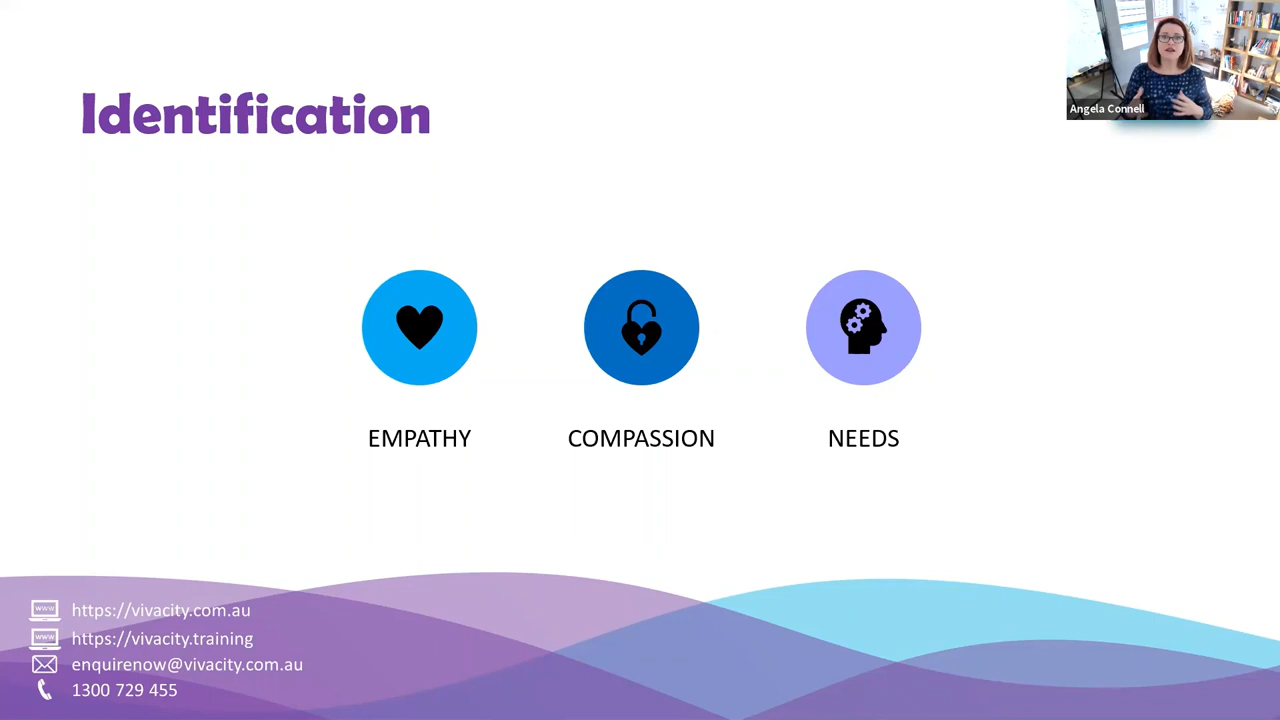 Identification
Angela Connell
EMPATHY
COMPASSION
NEEDS
https://vivacity.com.au
https://vivacity.training
enquirenow@vivacity.com.au
1300 729 455